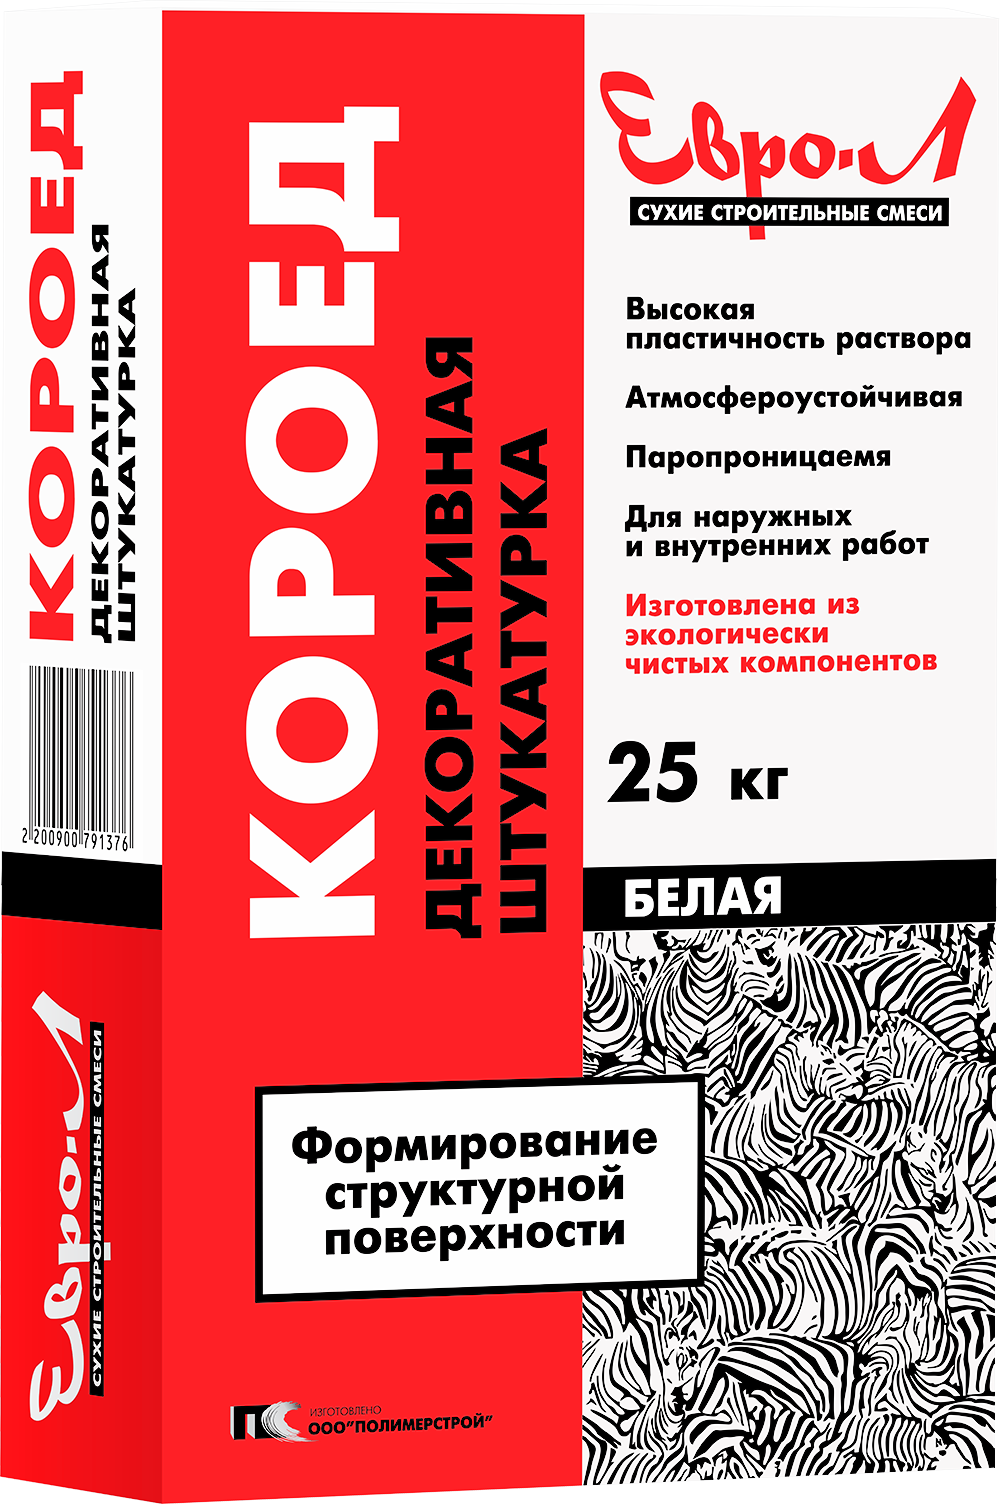 КОРОЕД
ДЕКОРАТИВНАЯ
ШТУКАТУРКА
2 200900 791376
Евро-Л
СУХИЕ СТРОИТЕЛЬНЫЕ СМЕСИ
КОРОЕД
ДЕКОРАТИВНАЯ
ШТУКАТУРКА
Формирование
структурной
поверхности
ПС
ИЗГОТОВЛЕНО
ООО"ПОЛИМЕРСТРОЙ"
Евро-Л
СУХИЕ СТРОИТЕЛЬНЫЕ СМЕСИ
Высокая
пластичность раствора
Атмосфероустойчивая
Паропроницаемя
Для наружных
и внутренних работ
Изготовлена из
экологически
чистых компонентов
25 кг
БЕЛАЯ